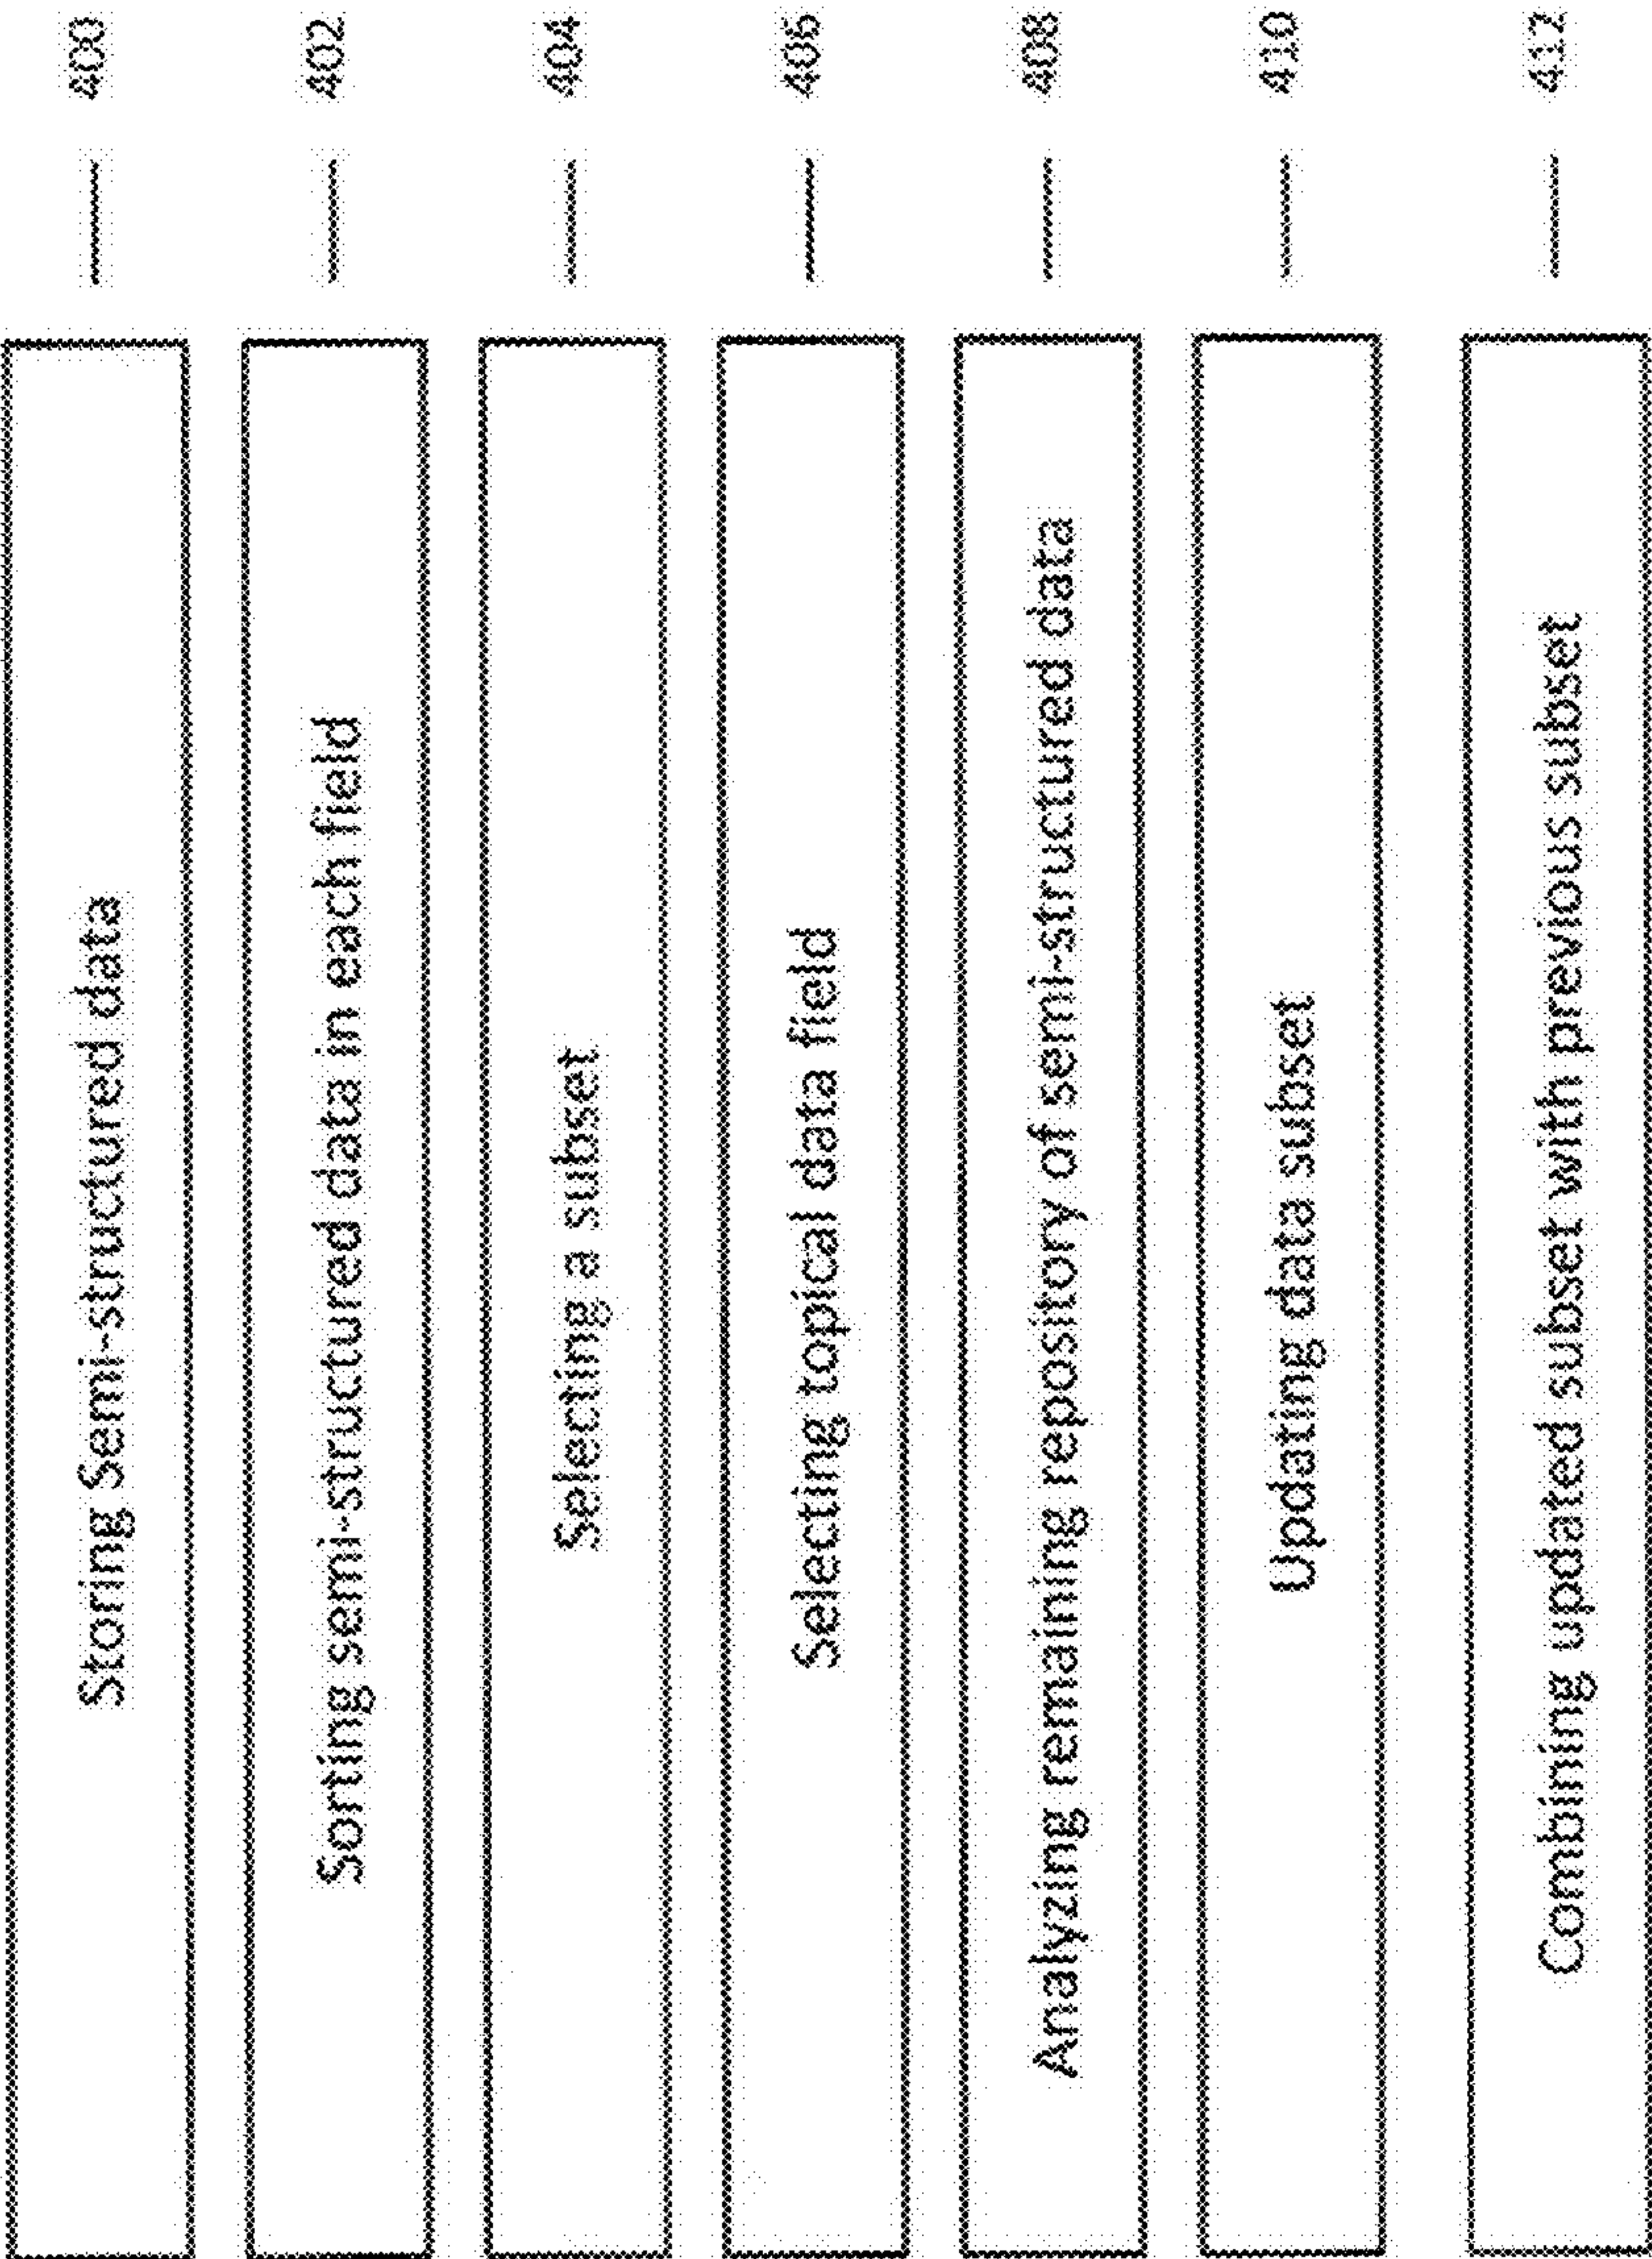 Storing Semi-structured data 400
Sorting semi-structured data in each field 402
Selecting a subset 404
Selecting topical data field 406
Analyzing remaining repository of semi-structured data 408
Updating data subset 410
Combining updated subset with previous subset 412